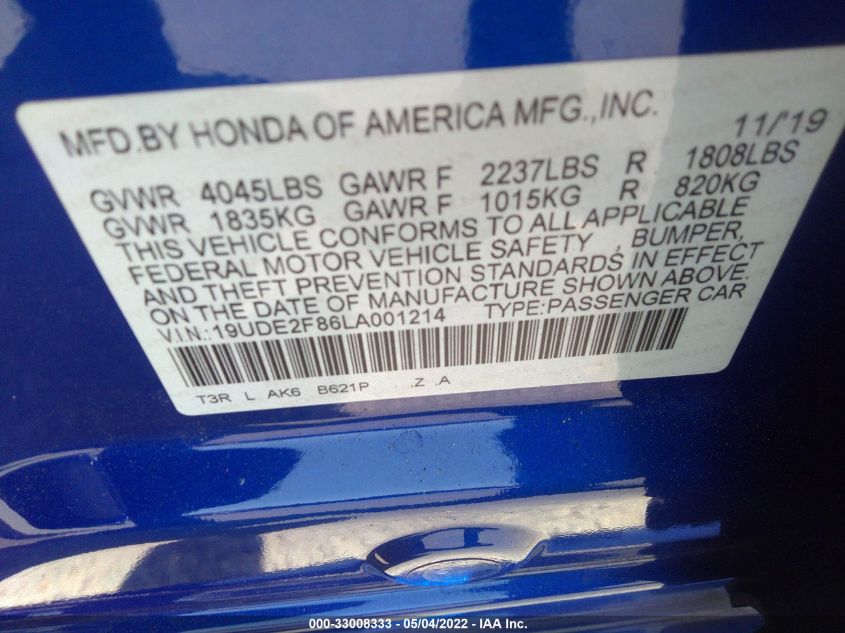 MFD.BY HONDA OF AMERICA MFG.,INC. 11/'19
GVWR 4045LBS GAWR F 2237LBS R 1808LBS
GVWR 1835KG GAWR F 1015KG R 820KG
THIS VEHICLE CONFORMS TO ALL APPLICABLE
FEDERAL MOTOR VEHICLE SAFETY , BUMPER,
AND THEFT PREVENTION STANDARDS IN EFFECT
ON THE DATE OF MANUFACTURE SHOWN ABOVE.
V.I.N.:19UDE2F86LA001214 TYPE:PASSENGER CAR
T3R L AK6 B621P .Z .A
000-33008333 — 05/04/2022 — IAA Inc.